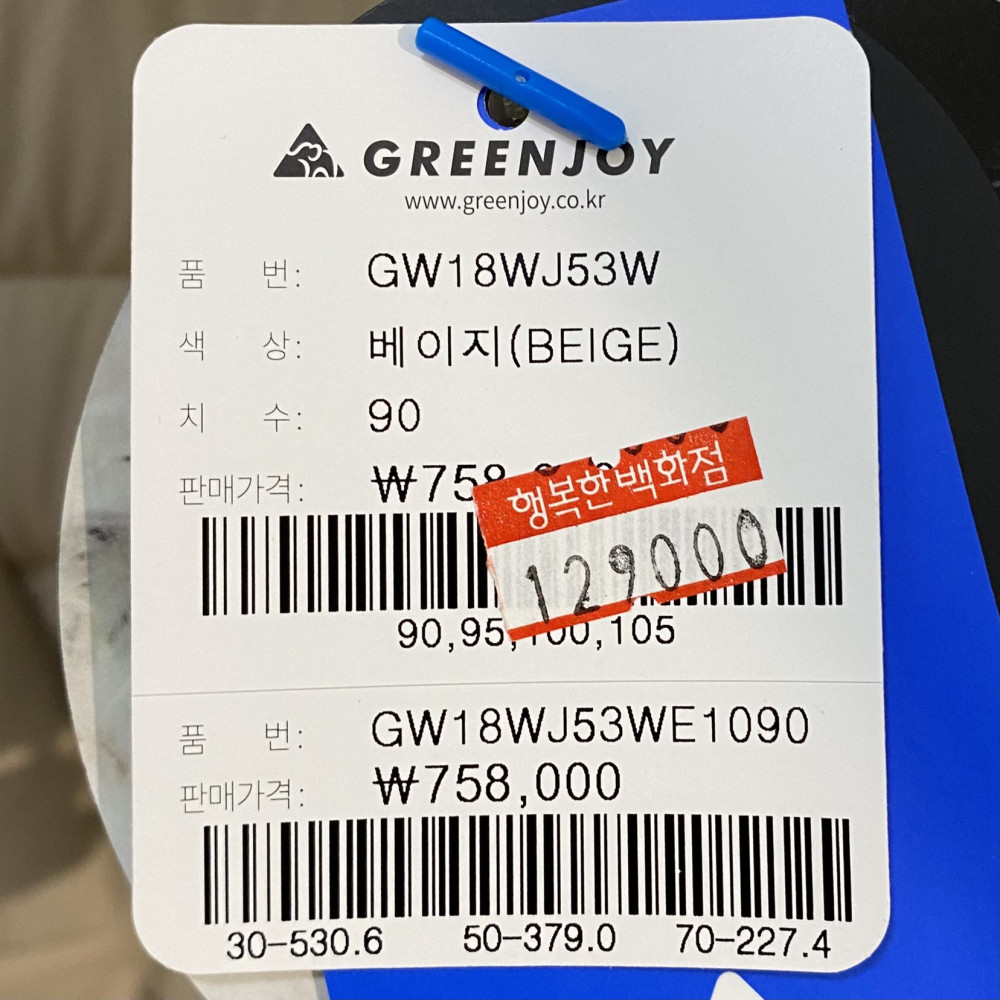 GREENJOY
www.greenjoy.co.kr
품 번: GW18WJ53W
색 상: 베이지(BEIGE)
치 수: 90
판매가격: ₩758
행복한백화점
129000
90,95,100,105
품 번: GW18WJ53WE1090
판매가격: ₩758,000
30-530.6 50-379.0 70-227.4